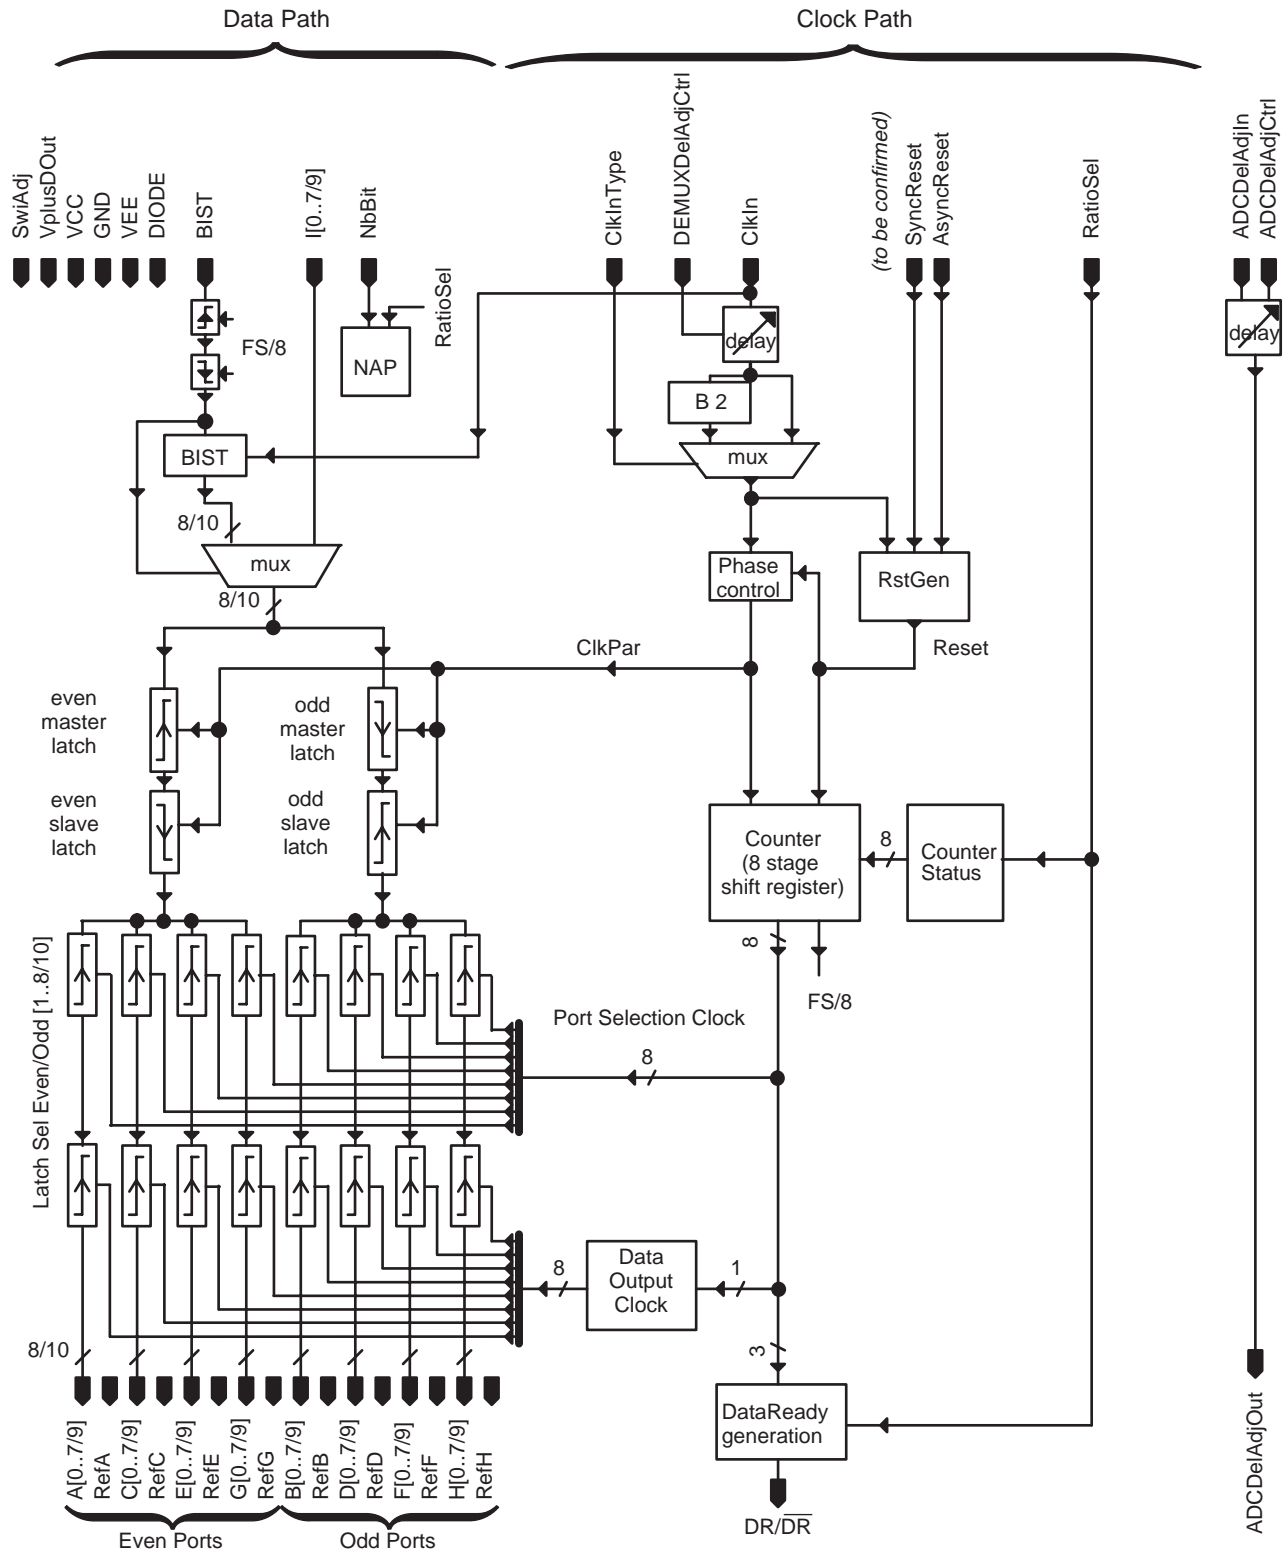 Data Path
Clock Path
SwiAdj
VplusDOut
VCC
GND
VEE
DIODE
BIST
I[0..7/9]
NbBit
ClkInType
DEMUXDelAdjCtrl
ClkIn
(to be confirmed)
SyncReset
AsyncReset
RatioSel
ADCDelAdjIn
ADCDelAdjCtrl
RatioSel
FS/8
NAP
delay
delay
B 2
BIST
mux
8/10
mux
Phase
control
RstGen
8/10
ClkPar
Reset
even
master
latch
odd
master
latch
even
slave
latch
odd
slave
latch
Counter
(8 stage
shift register)
8
Counter
Status
8
FS/8
Latch Sel Even/Odd [1..8/10]
Port Selection Clock
8
8
Data
Output
Clock
1
3
8/10
DataReady
generation
A[0..7/9]
RefA
C[0..7/9]
RefC
E[0..7/9]
RefE
G[0..7/9]
RefG
B[0..7/9]
RefB
D[0..7/9]
RefD
F[0..7/9]
RefF
H[0..7/9]
RefH
ADCDelAdjOut
DR/DR
Even Ports
Odd Ports